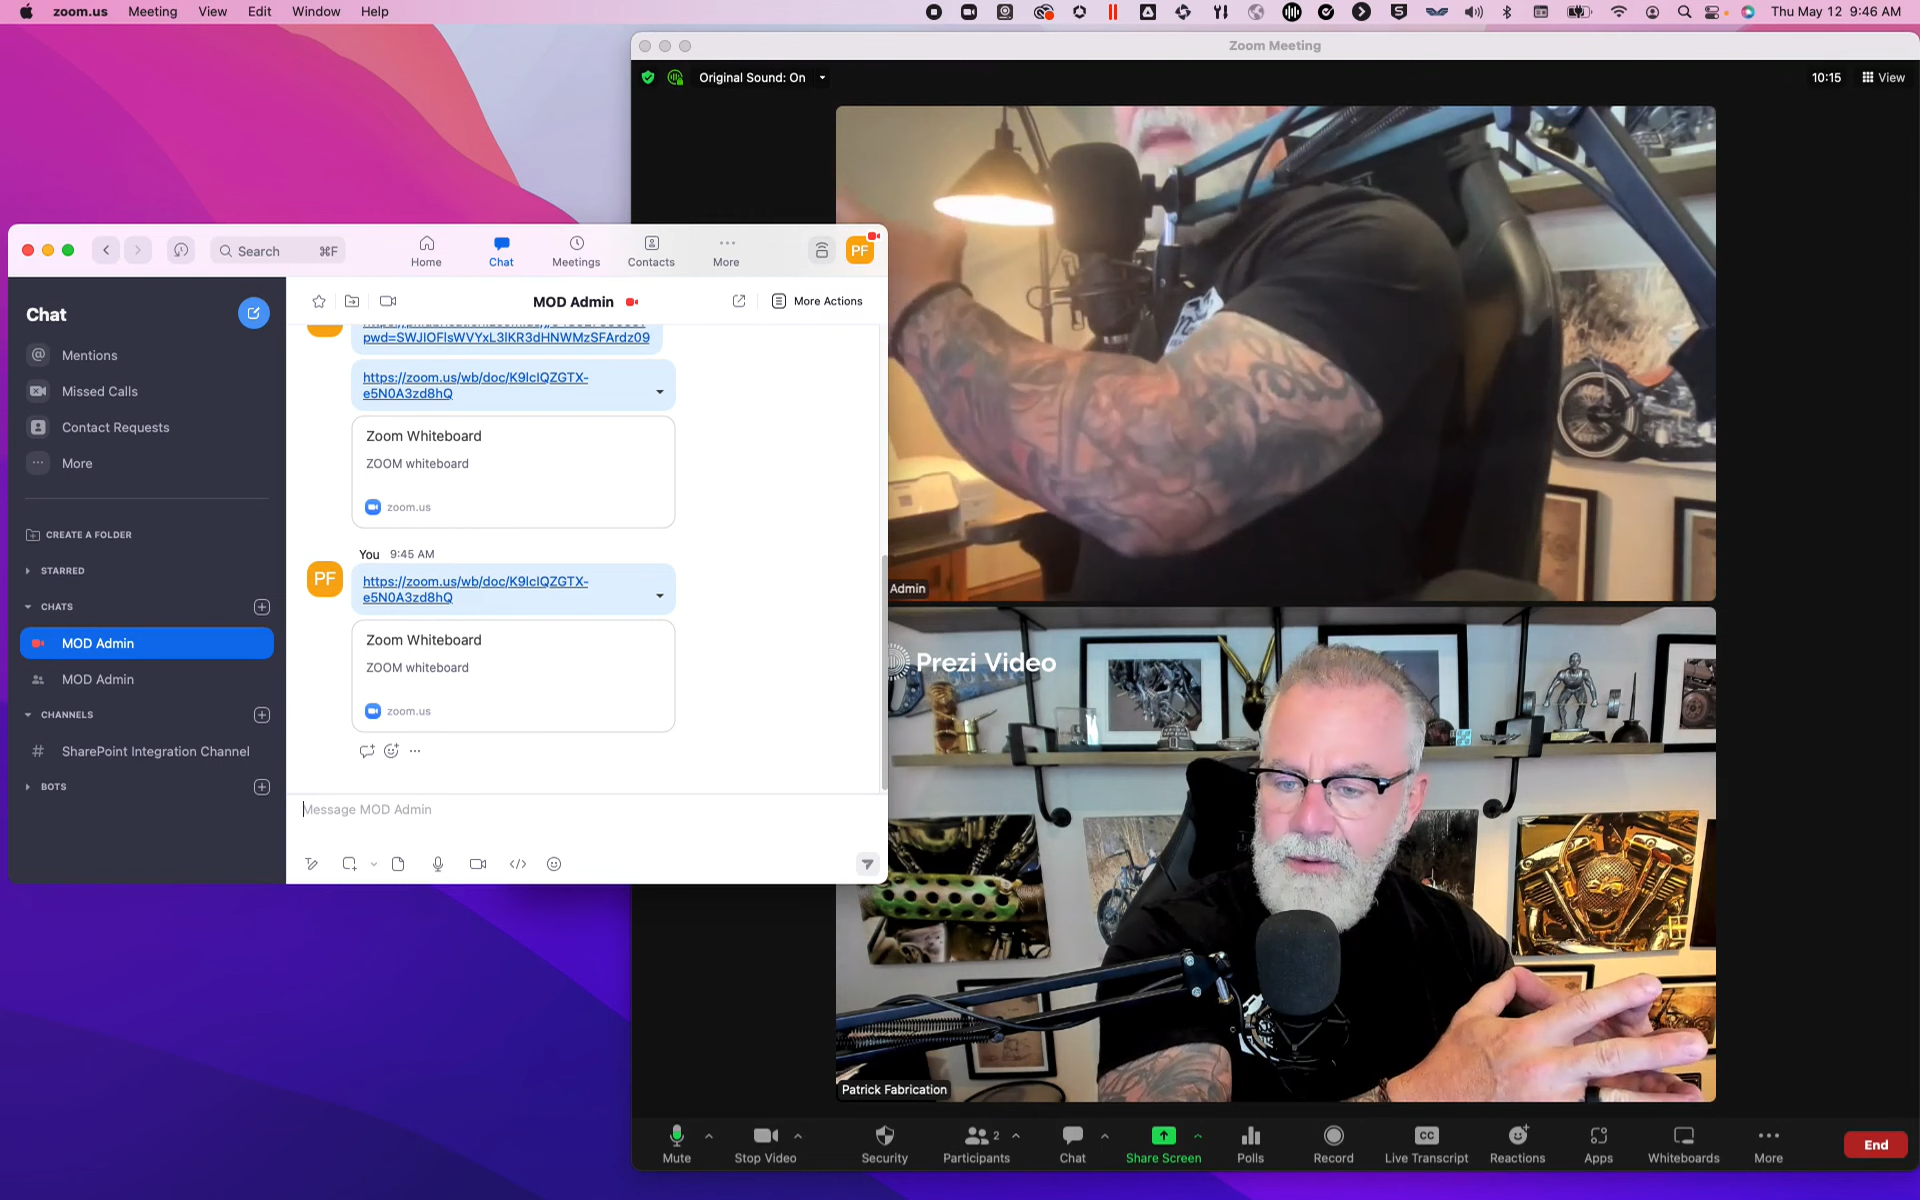 zoom.us Meeting View Edit Window Help
Thu May 12 9:46 AM
Zoom Meeting
Original Sound: On
10:15 View
Search ⌘F
Home Chat Meetings Contacts More
PF
Chat
Mentions
Missed Calls
Contact Requests
More
CREATE A FOLDER
STARRED
CHATS
MOD Admin
MOD Admin
CHANNELS
# SharePoint Integration Channel
BOTS
MOD Admin
More Actions
pwd=SWJIOFlsWVYxL3lKR3dHNWMzSFArdz09
https://zoom.us/wb/doc/K9lclQZGTX-
e5N0A3zd8hQ
Zoom Whiteboard
ZOOM whiteboard
zoom.us
You 9:45 AM
PF
https://zoom.us/wb/doc/K9lclQZGTX-
e5N0A3zd8hQ
Zoom Whiteboard
ZOOM whiteboard
zoom.us
Message MOD Admin
Admin
Prezi Video
Patrick Fabrication
Mute
Stop Video
Security
Participants 2
Chat
Share Screen
Polls
Record
CC
Live Transcript
Reactions
Apps
Whiteboards
More
End